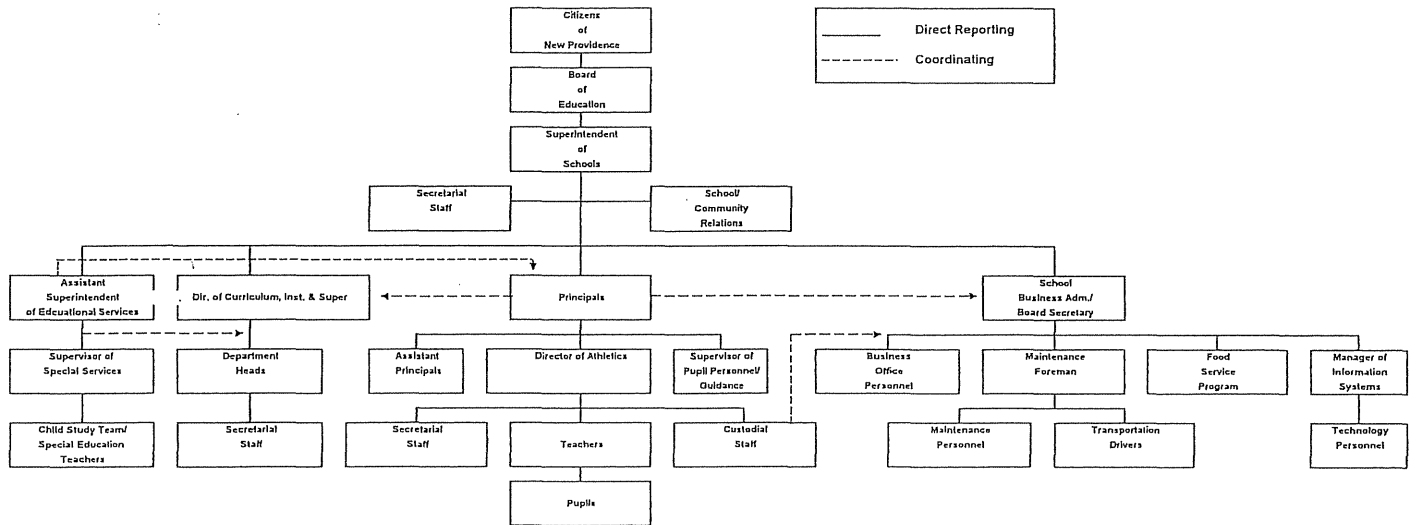 Citizens
of
New Providence
Direct Reporting
Coordinating
Board
of
Education
Superintendent
of
Schools
Secretarial
Staff
School/
Community
Relations
Assistant
Superintendent
of Edcuational Services
Dir. of Curriculum, Inst. & Super
Principals
School
Business Adm./
Board Secretary
Supervisor of
Special Services
Department
Heads
Assistant
Principals
Director of Athletics
Supervisor of
Pupil Personnel/
Guidance
Business
Office
Personnel
Maintenance
Foreman
Food
Service
Program
Manager of
Information
Systems
Child Study Team/
Special Education
Teachers
Secretarial
Staff
Secretarial
Staff
Teachers
Custodial
Staff
Maintenance
Personnel
Transportation
Drivers
Technology
Personnel
Pupils